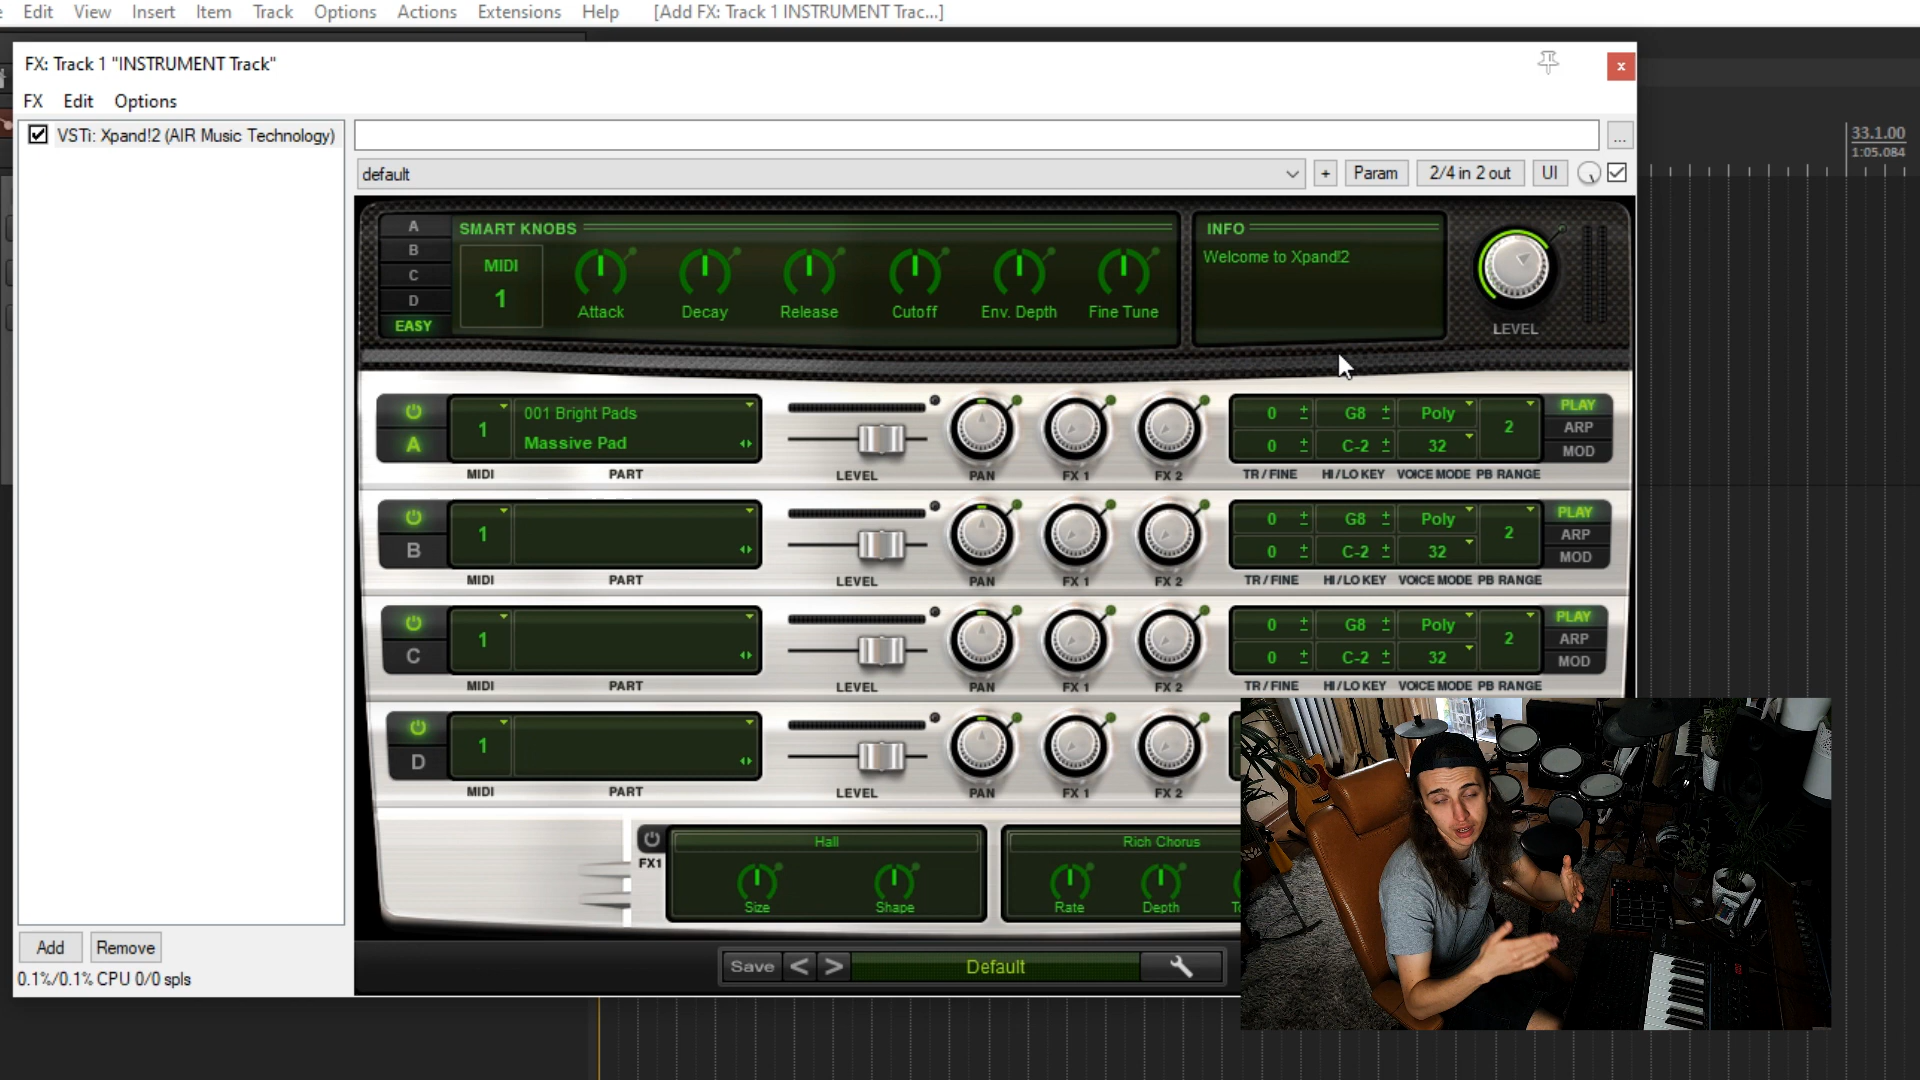 Edit View Insert Item Track Options Actions Extensions Help [Add FX: Track 1 INSTRUMENT Trac...]
FX: Track 1 "INSTRUMENT Track"
x
FX Edit Options
VSTi: Xpand!2 (AIR Music Technology)
...
default
+ Param 2/4 in 2 out UI
33.1.00
1:05.084
A
B
C
D
EASY
SMART KNOBS
MIDI
1
Attack Decay Release Cutoff Env. Depth Fine Tune
INFO
Welcome to Xpand!2
LEVEL
A 1 001 Bright Pads
Massive Pad
0 G8 Poly 2
0 C-2 32
PLAY
ARP
MOD
MIDI PART LEVEL PAN FX 1 FX 2 TR / FINE HI / LO KEY VOICE MODE PB RANGE
B 1
0 G8 Poly 2
0 C-2 32
PLAY
ARP
MOD
MIDI PART LEVEL PAN FX 1 FX 2 TR / FINE HI / LO KEY VOICE MODE PB RANGE
C 1
0 G8 Poly 2
0 C-2 32
PLAY
ARP
MOD
MIDI PART LEVEL PAN FX 1 FX 2 TR / FINE HI / LO KEY VOICE MODE PB RANGE
D 1
MIDI PART LEVEL PAN FX 1 FX 2
FX1
Hall
Size Shape
Rich Chorus
Rate Depth
Save < > Default
Add Remove
0.1%/0.1% CPU 0/0 spls